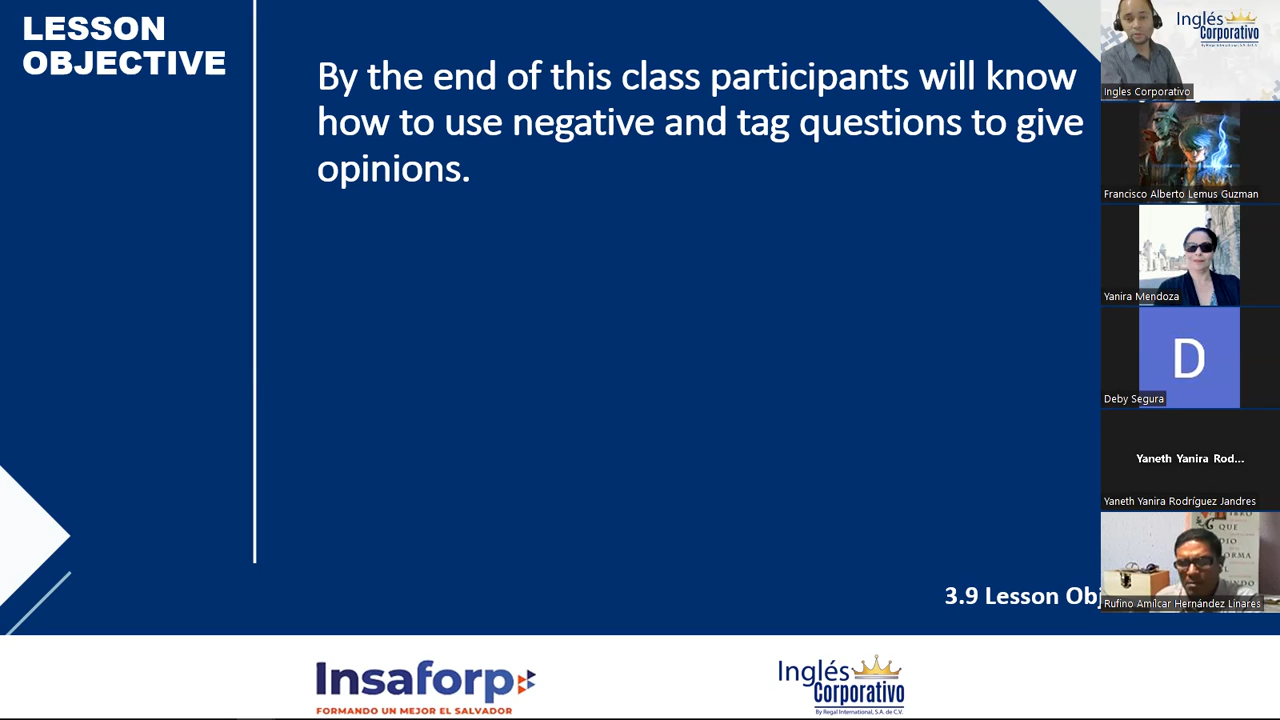 LESSON
OBJECTIVE
By the end of this class participants will know
how to use negative and tag questions to give
opinions.
3.9 Lesson Obj
Insaforp
FORMANDO UN MEJOR EL SALVADOR
Inglés
Corporativo
By Regal International, S.A. de C.V.
Inglés
Corporativo
Ingles Corporativo
Francisco Alberto Lemus Guzman
Yanira Mendoza
D
Deby Segura
Yaneth Yanira Rod...
Yaneth Yanira Rodríguez Jandres
QUE
Rufino Amílcar Hernández Linares